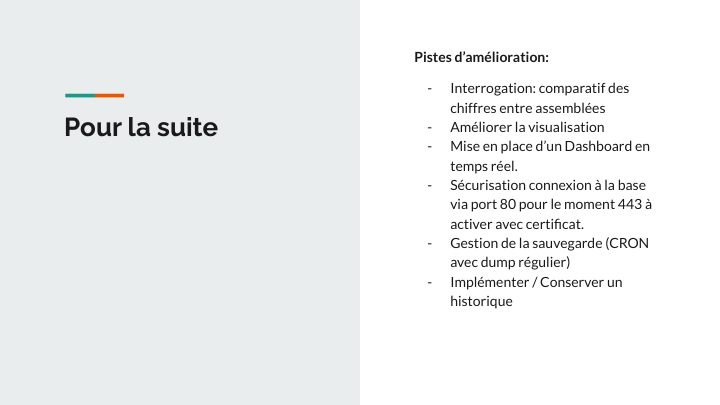 Pour la suite
Pistes d’amélioration:
- Interrogation: comparatif des
chiffres entre assemblées
- Améliorer la visualisation
- Mise en place d’un Dashboard en
temps réel.
- Sécurisation connexion à la base
via port 80 pour le moment 443 à
activer avec certificat.
- Gestion de la sauvegarde (CRON
avec dump régulier)
- Implémenter / Conserver un
historique